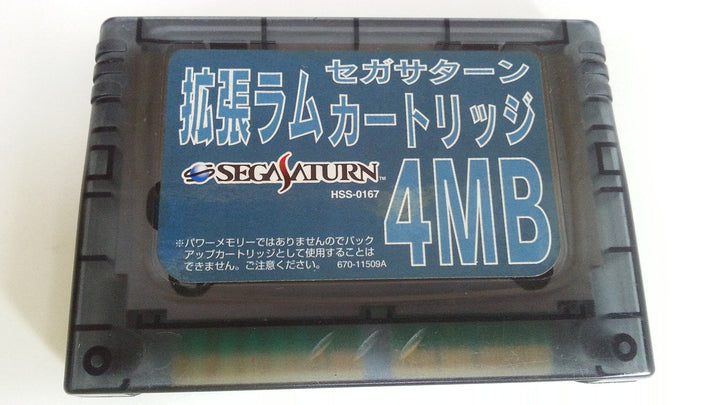 セガサターン
拡張ラムカートリッジ
SEGASATURN™
HSS-0167
4MB
※パワーメモリーではありませんのでバック
アップカートリッジとして使用することは
できません。ご注意ください。 670-11509A